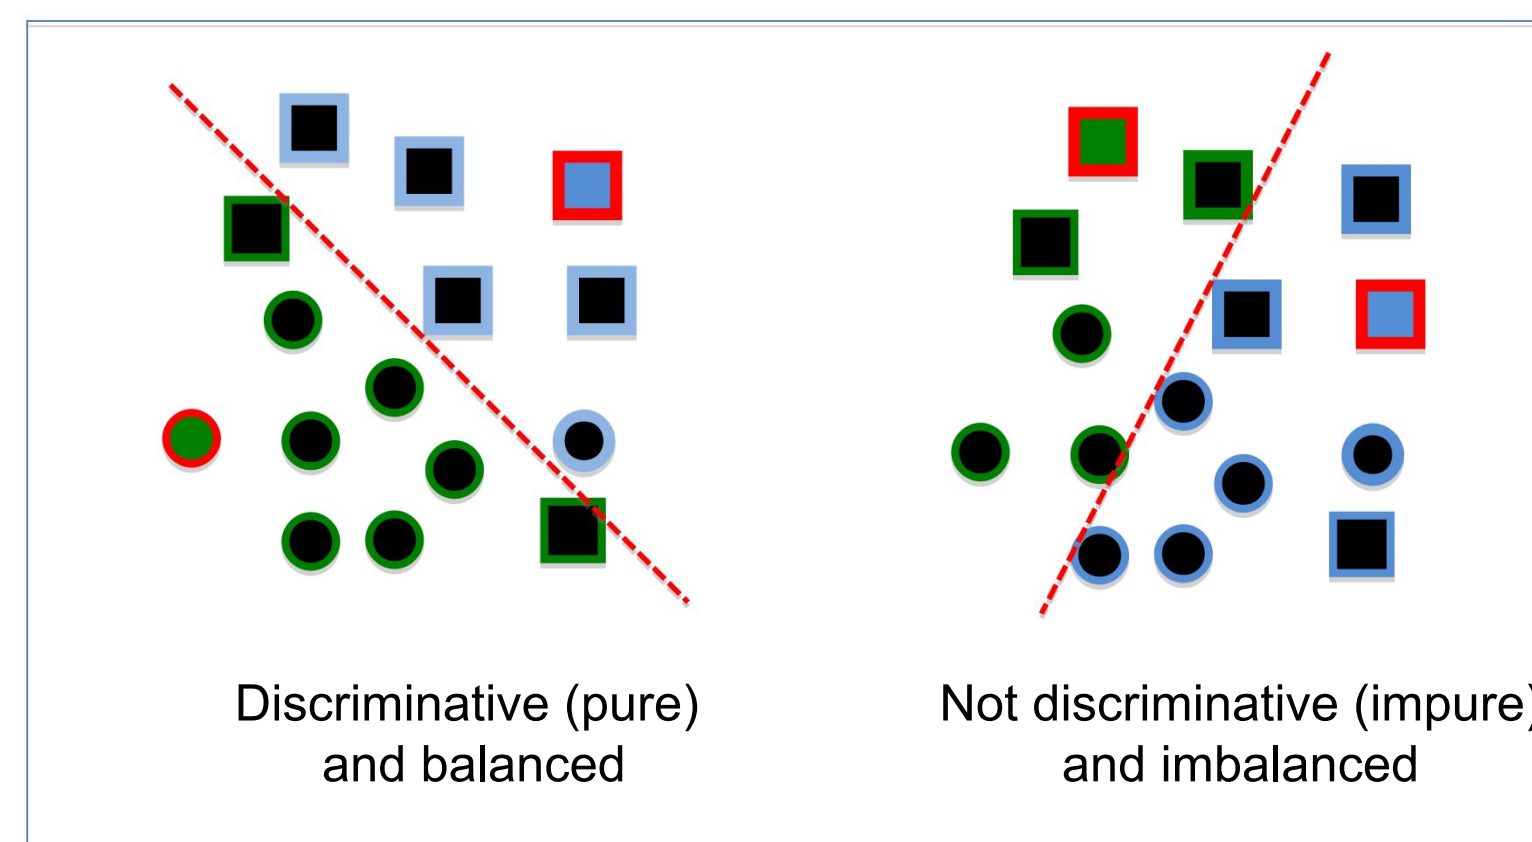 Discriminative (pure)
and balanced
Not discriminative (impure)
and imbalanced